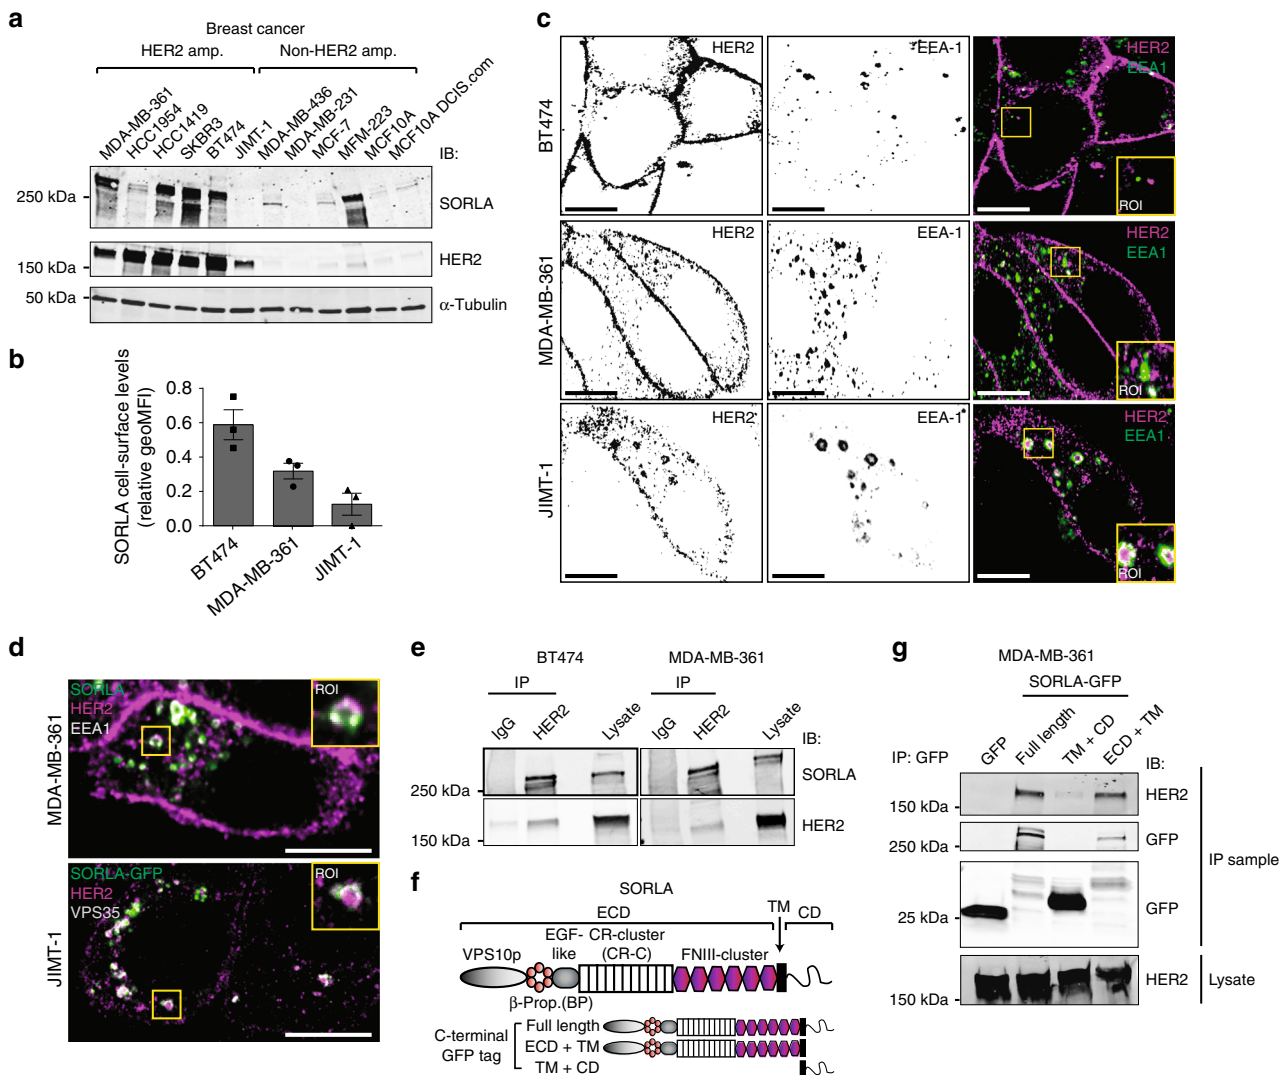 a
Breast cancer
HER2 amp.
Non-HER2 amp.
MDA-MB-361
HCC1954
HCC1419
SKBR3
BT474
JIMT-1
MDA-MB-436
MDA-MB-231
MCF-7
MFM-223
MCF10A
MCF10A DCIS.com
IB:
250 kDa
SORLA
150 kDa
HER2
50 kDa
α-Tubulin
b
SORLA cell-surface levels
(relative geoMFI)
0.8
0.6
0.4
0.2
0.0
BT474
MDA-MB-361
JIMT-1
c
BT474
HER2
EEA-1
HER2
EEA1
ROI
MDA-MB-361
HER2
EEA-1
HER2
EEA1
ROI
JIMT-1
HER2
EEA-1
HER2
EEA1
ROI
d
MDA-MB-361
SORLA
HER2
EEA1
ROI
JIMT-1
SORLA-GFP
HER2
VPS35
ROI
e
BT474
MDA-MB-361
IP
IP
IgG
HER2
Lysate
IgG
HER2
Lysate
IB:
SORLA
250 kDa
HER2
150 kDa
f
SORLA
ECD
TM
CD
VPS10p
EGF-
like
CR-cluster
(CR-C)
FNIII-cluster
β-Prop.(BP)
C-terminal
GFP tag
Full length
ECD + TM
TM + CD
g
MDA-MB-361
SORLA-GFP
GFP
Full length
TM + CD
ECD + TM
IP: GFP
IB:
HER2
150 kDa
GFP
250 kDa
IP sample
GFP
25 kDa
HER2
Lysate
150 kDa